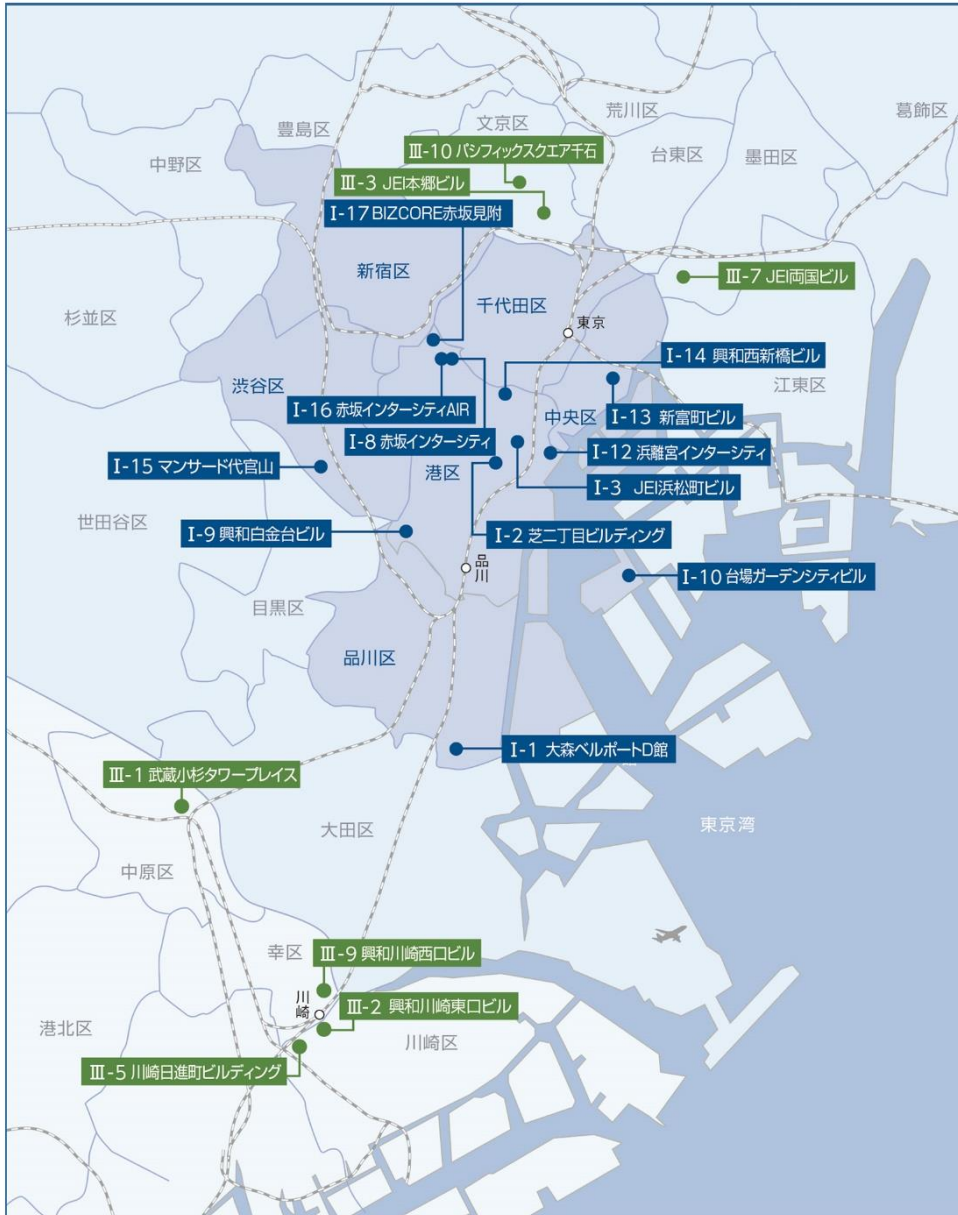 荒川区
葛飾区
豊島区
文京区
中野区
台東区
墨田区
Ⅲ-10 パシフィックスクエア千石
Ⅲ-3 JEI本郷ビル
I-17 BIZCORE赤坂見附
新宿区
Ⅲ-7 JEI両国ビル
千代田区
杉並区
東京
I-14 興和西新橋ビル
渋谷区
江東区
I-16 赤坂インターシティAIR
中央区
I-13 新富町ビル
I-8 赤坂インターシティ
I-12 浜離宮インターシティ
I-15 マンサード代官山
港区
I-3 JEI浜松町ビル
世田谷区
I-9 興和白金台ビル
I-2 芝二丁目ビルディング
品川
I-10 台場ガーデンシティビル
目黒区
品川区
I-1 大森ベルポートD館
Ⅲ-1 武蔵小杉タワープレイス
大田区
東京湾
中原区
幸区
Ⅲ-9 興和川崎西口ビル
川崎
Ⅲ-2 興和川崎東口ビル
港北区
川崎区
Ⅲ-5 川崎日進町ビルディング